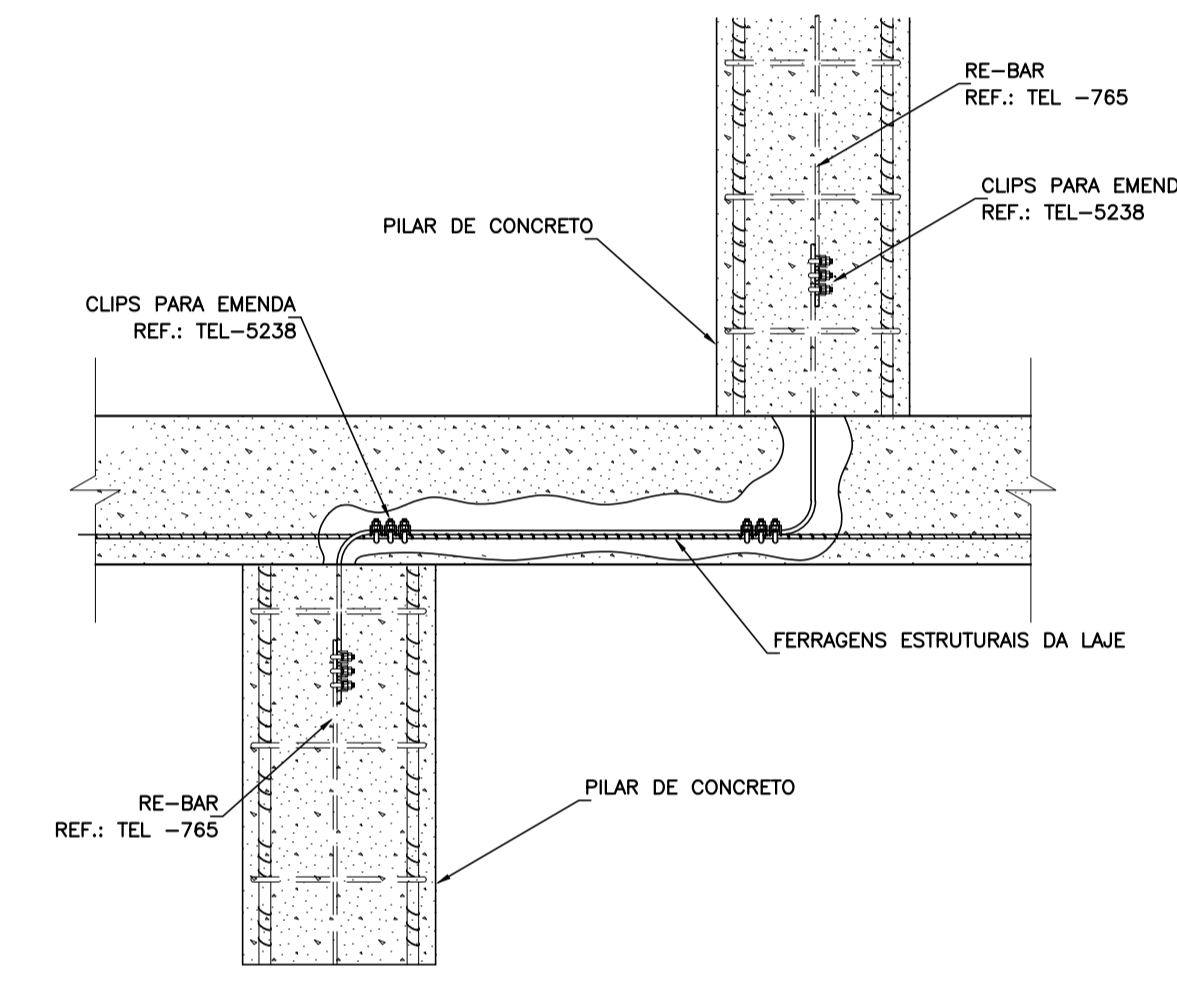 RE-BAR
REF.: TEL -765
CLIPS PARA EMEND
REF.: TEL-5238
PILAR DE CONCRETO
CLIPS PARA EMENDA
REF.: TEL-5238
FERRAGENS ESTRUTURAIS DA LAJE
PILAR DE CONCRETO
RE-BAR
REF.: TEL -765